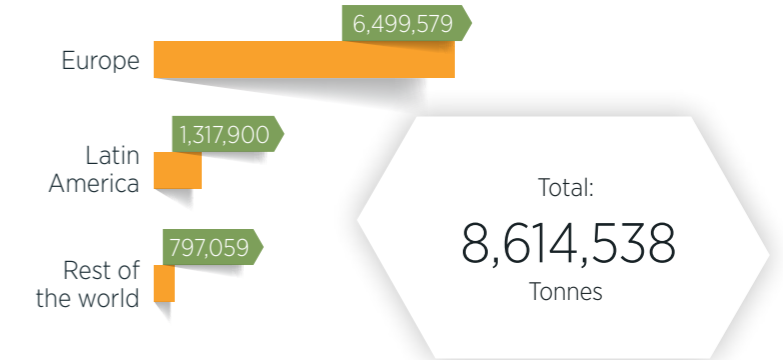 6,499,579
Europe
1,317,900
Latin
America
797,059
Rest of
the world
Total:
8,614,538
Tonnes